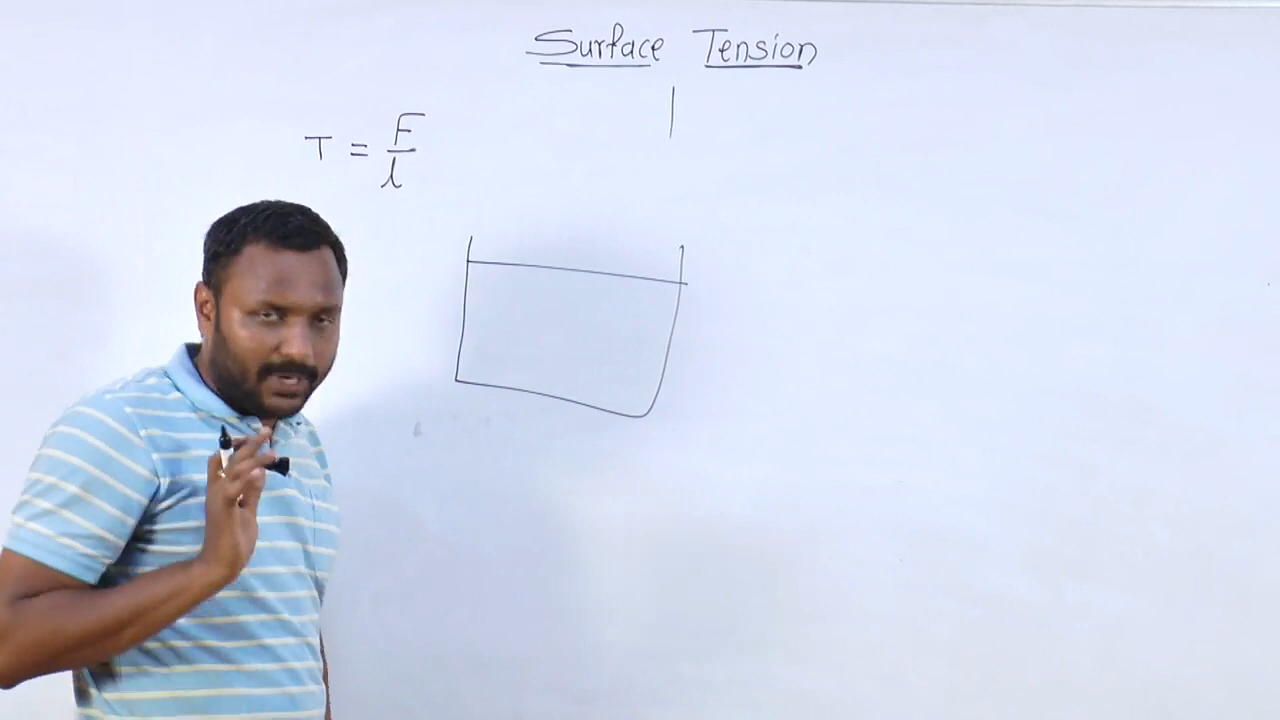 Surface Tension
T = F/l